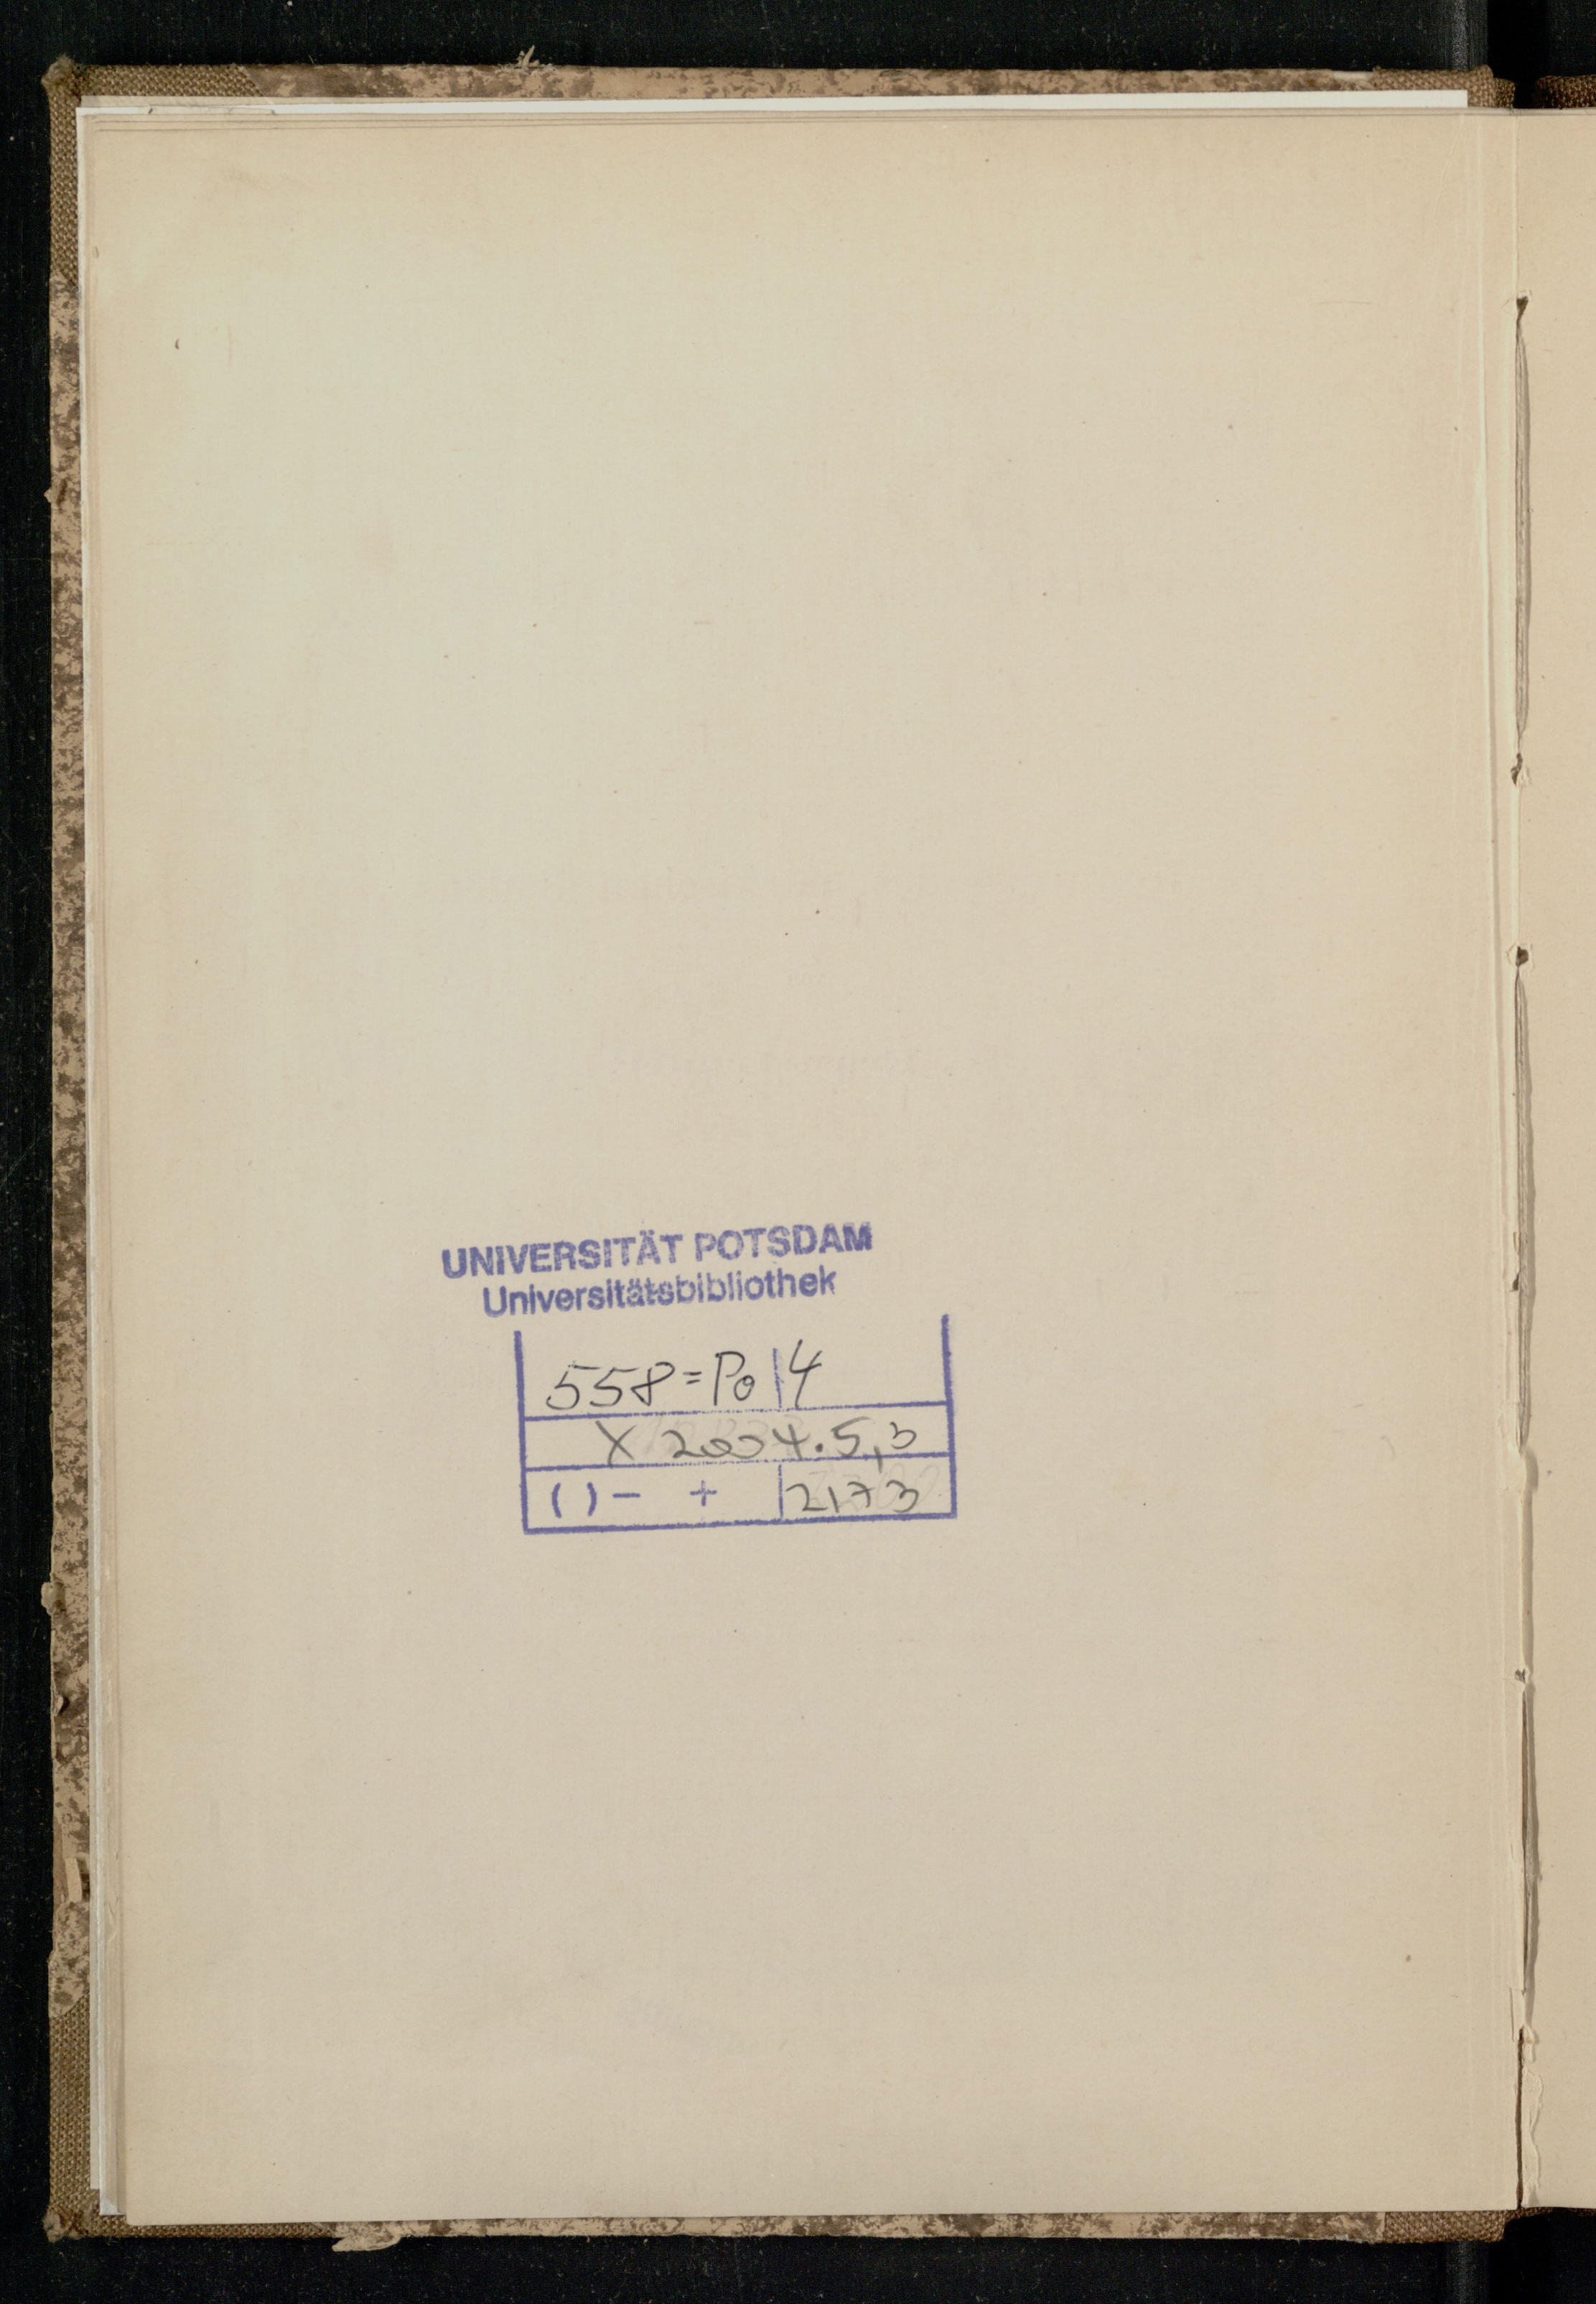 UNIVERSITÄT POTSDAM
Universitätsbibliothek
558=Po|4
X 2004.5,3
() - + |2173